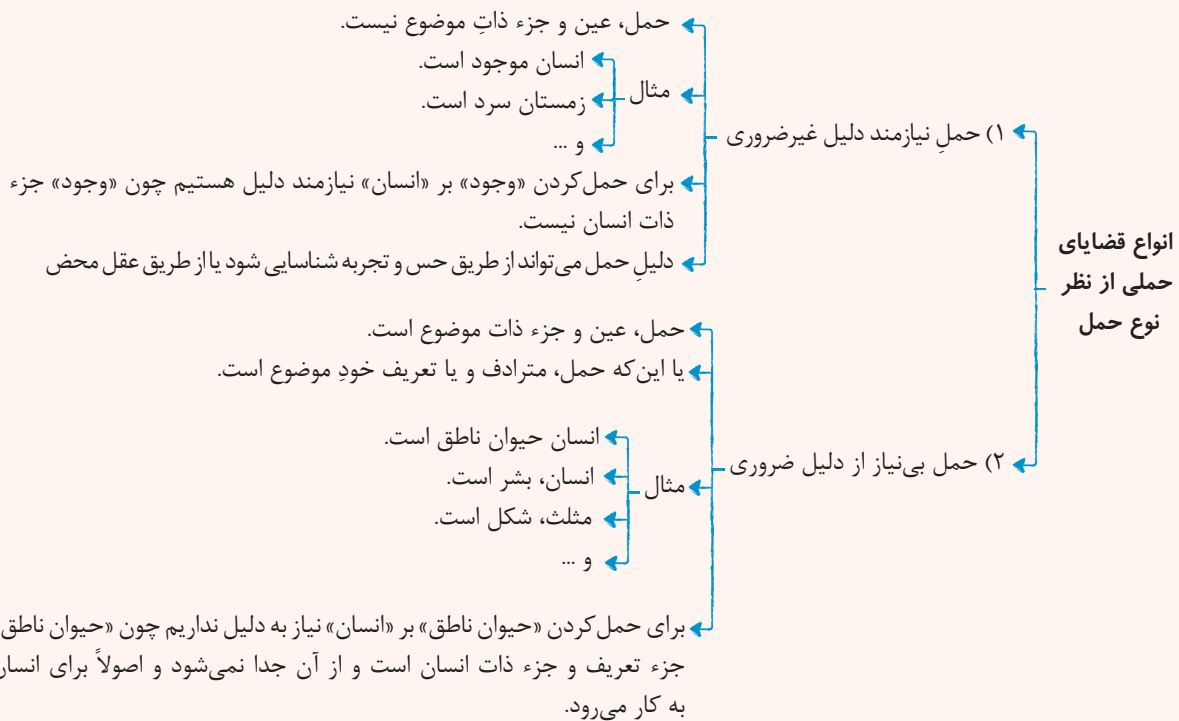 انواع قضایای
حملی از نظر
نوع حمل
۱) حملِ نیازمند دلیل غیرضروری
حمل، عین و جزء ذاتِ موضوع نیست.
مثال
انسان موجود است.
زمستان سرد است.
و ...
برای حمل‌کردن «وجود» بر «انسان» نیازمند دلیل هستیم چون «وجود» جزء
ذات انسان نیست.
دلیلِ حمل می‌تواند از طریق حس و تجربه شناسایی شود یا از طریق عقل محض
۲) حمل بی‌نیاز از دلیل ضروری
حمل، عین و جزء ذات موضوع است.
یا این‌که حمل، مترادف و یا تعریف خودِ موضوع است.
مثال
انسان حیوان ناطق است.
انسان، بشر است.
مثلث، شکل است.
و ...
برای حمل‌کردن «حیوان ناطق» بر «انسان» نیاز به دلیل نداریم چون «حیوان ناطق
جزء تعریف و جزء ذات انسان است و از آن جدا نمی‌شود و اصولاً برای انسان
به کار می‌رود.